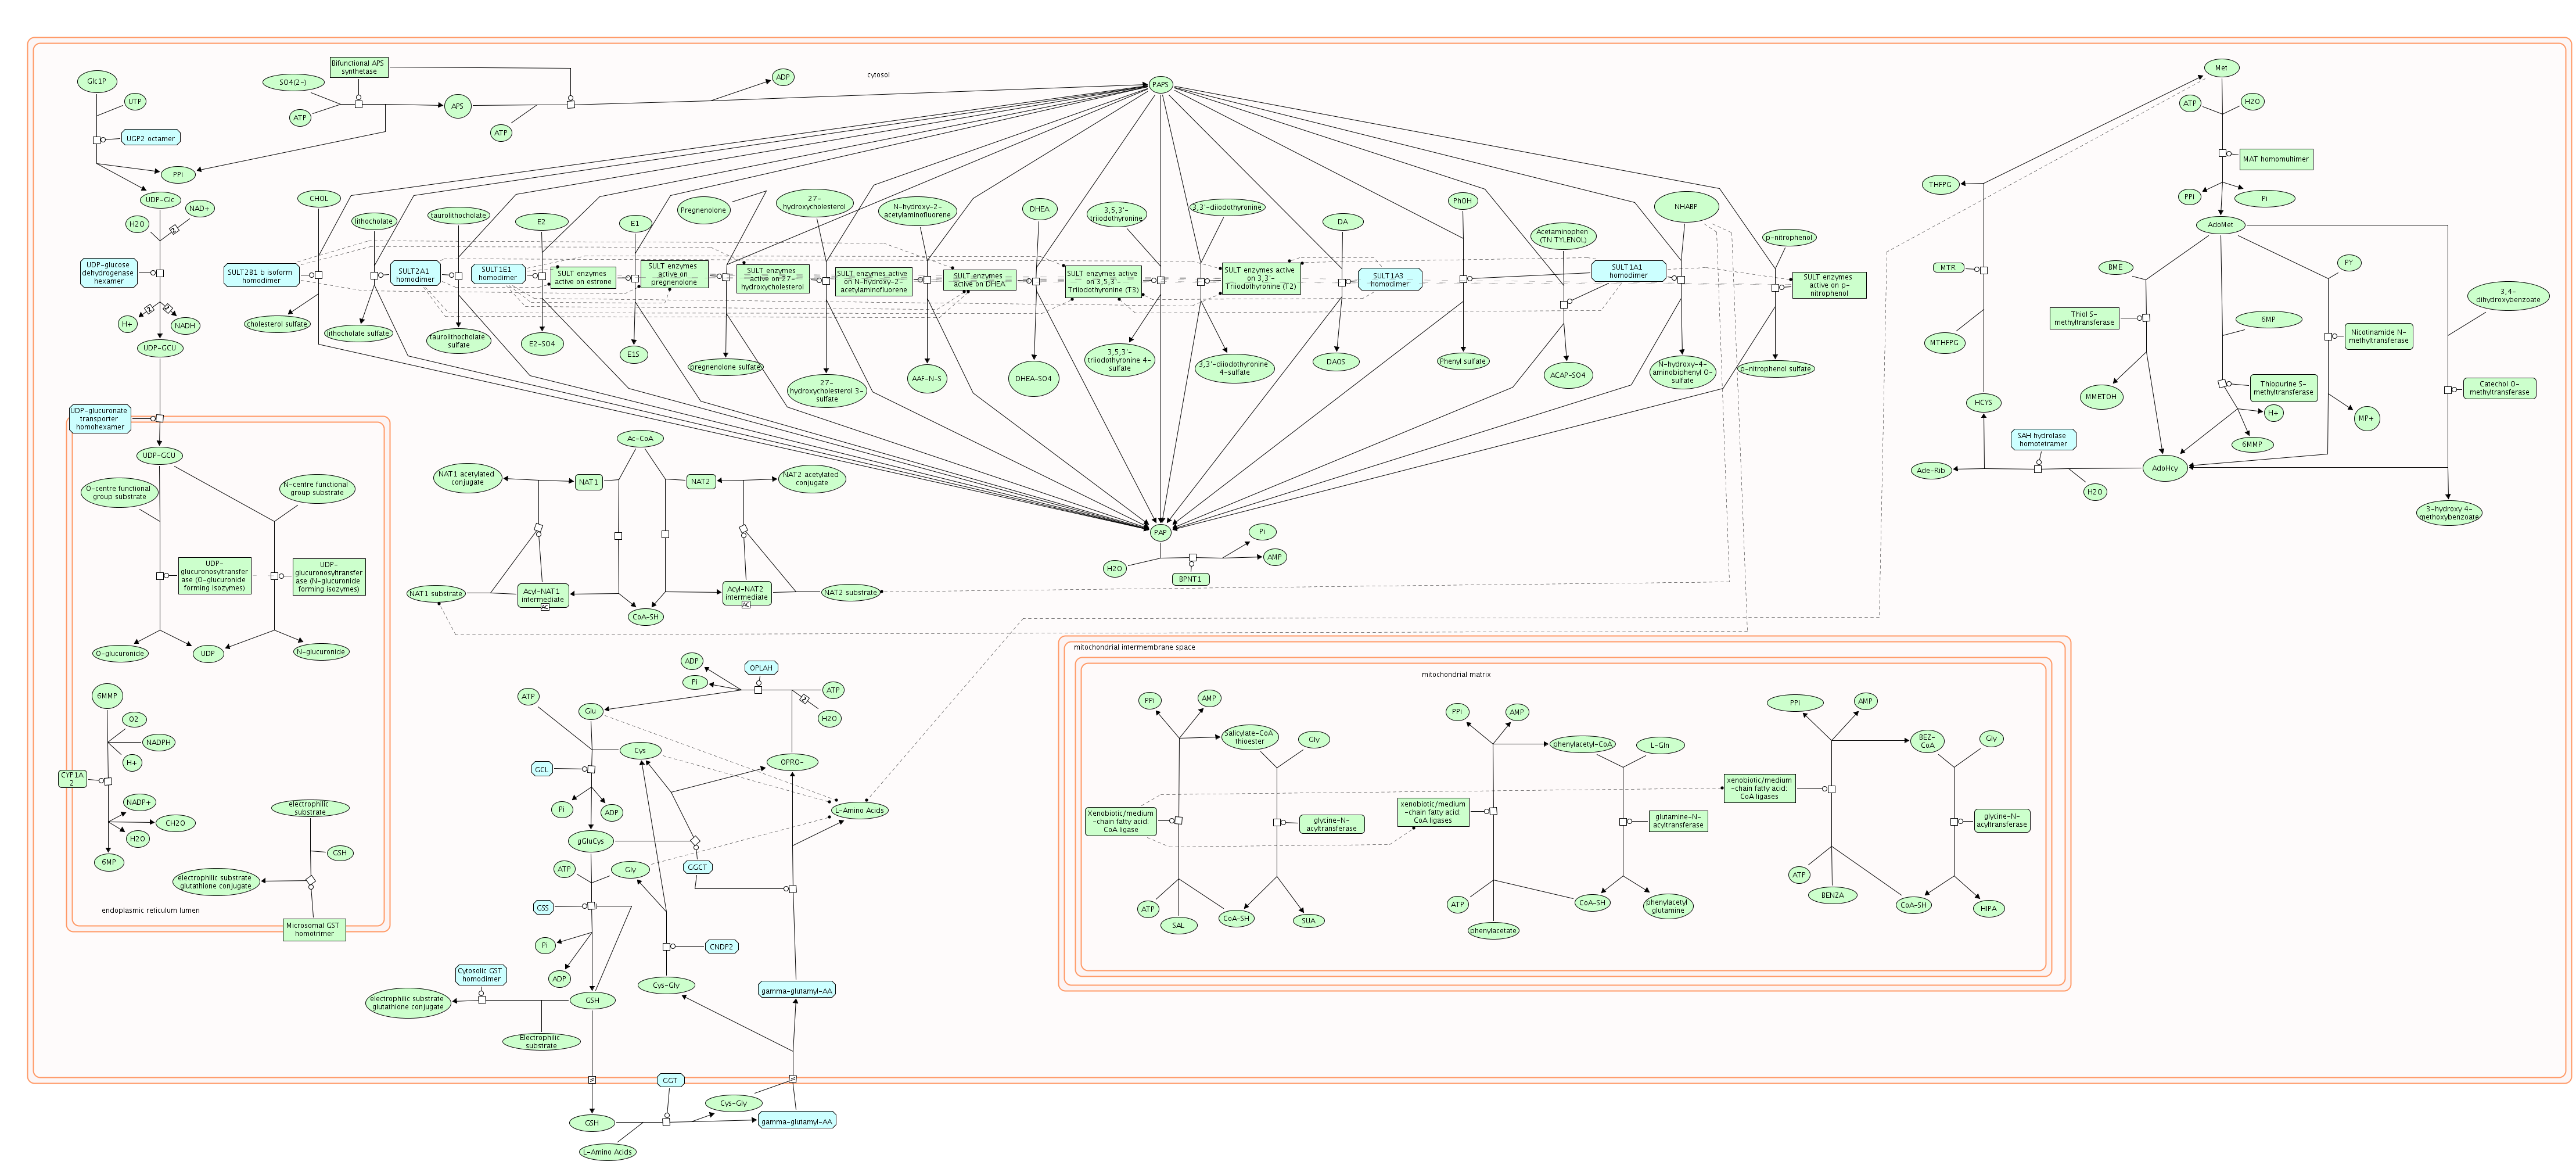 Glc1P
UTP
UGP2 octamer
PPi
UDP-Glc
H2O
NAD+
UDP-glucose
dehydrogenase
hexamer
H+
NADH
UDP-GCU
UDP-glucuronate
transporter
homohexamer
SO4(2-)
ATP
Bifunctional APS
synthetase
APS
ATP
ADP
cytosol
PAPS
CHOL
lithocholate
taurolithocholate
E2
E1
Pregnenolone
27-
hydroxycholesterol
N-hydroxy-2-
acetylaminofluorene
DHEA
3,5,3'-
triiodothyronine
3,3'-diiodothyronine
DA
PhOH
Acetaminophen
(TN TYLENOL)
NHABP
p-nitrophenol
SULT2B1 b isoform
homodimer
SULT2A1
homodimer
SULT1E1
homodimer
SULT enzymes
active on estrone
SULT enzymes
active on
pregnenolone
SULT enzymes
active on 27-
hydroxycholesterol
SULT enzymes active
on N-hydroxy-2-
acetylaminofluorene
SULT enzymes
active on DHEA
SULT enzymes active
on 3,5,3'-
Triiodothyronine (T3)
SULT enzymes active
on 3,3'-
Triiodothyronine (T2)
SULT1A3
homodimer
SULT1A1
homodimer
SULT enzymes
active on p-
nitrophenol
cholesterol sulfate
lithocholate sulfate
taurolithocholate
sulfate
E2-SO4
E1S
pregnenolone sulfate
27-
hydroxycholesterol 3-
sulfate
AAF-N-S
DHEA-SO4
3,5,3'-
triiodothyronine 4-
sulfate
3,3'-diiodothyronine
4-sulfate
DAOS
Phenyl sulfate
ACAP-SO4
N-hydroxy-4-
aminobiphenyl O-
sulfate
p-nitrophenol sulfate
PAP
H2O
BPNT1
Pi
AMP
Met
ATP
H2O
MAT homomultimer
PPi
Pi
AdoMet
THFPG
MTR
MTHFPG
HCYS
BME
Thiol S-
methyltransferase
MMETOH
6MP
Thiopurine S-
methyltransferase
H+
6MMP
PY
Nicotinamide N-
methyltransferase
MP+
3,4-
dihydroxybenzoate
Catechol O-
methyltransferase
3-hydroxy 4-
methoxybenzoate
SAH hydrolase
homotetramer
Ade-Rib
H2O
AdoHcy
Ac-CoA
NAT1 acetylated
conjugate
NAT1
NAT2
NAT2 acetylated
conjugate
NAT1 substrate
Acyl-NAT1
intermediate
AC
CoA-SH
Acyl-NAT2
intermediate
AC
NAT2 substrate
UDP-GCU
O-centre functional
group substrate
N-centre functional
group substrate
UDP-
glucuronosyltransfer
ase (O-glucuronide
forming isozymes)
UDP-
glucuronosyltransfer
ase (N-glucuronide
forming isozymes)
O-glucuronide
UDP
N-glucuronide
6MMP
O2
NADPH
H+
CYP1A
2
NADP+
CH2O
H2O
6MP
electrophilic
substrate
GSH
electrophilic substrate
glutathione conjugate
Microsomal GST
homotrimer
endoplasmic reticulum lumen
ADP
Pi
OPLAH
ATP
H2O
ATP
Glu
Cys
OPRO-
GCL
Pi
ADP
L-Amino Acids
gGluCys
GGCT
ATP
Gly
GSS
CNDP2
Pi
ADP
Cys-Gly
Cytosolic GST
homodimer
electrophilic substrate
glutathione conjugate
GSH
Electrophilic
substrate
gamma-glutamyl-AA
GGT
Cys-Gly
GSH
gamma-glutamyl-AA
L-Amino Acids
mitochondrial intermembrane space
mitochondrial matrix
PPi
AMP
Salicylate-CoA
thioester
Gly
Xenobiotic/medium
-chain fatty acid:
CoA ligase
glycine-N-
acyltransferase
ATP
SAL
CoA-SH
SUA
PPi
AMP
phenylacetyl-CoA
L-Gln
xenobiotic/medium
-chain fatty acid:
CoA ligases
glutamine-N-
acyltransferase
ATP
phenylacetate
CoA-SH
phenylacetyl
glutamine
PPi
AMP
BEZ-
CoA
Gly
xenobiotic/medium
-chain fatty acid:
CoA ligases
glycine-N-
acyltransferase
ATP
BENZA
CoA-SH
HIPA